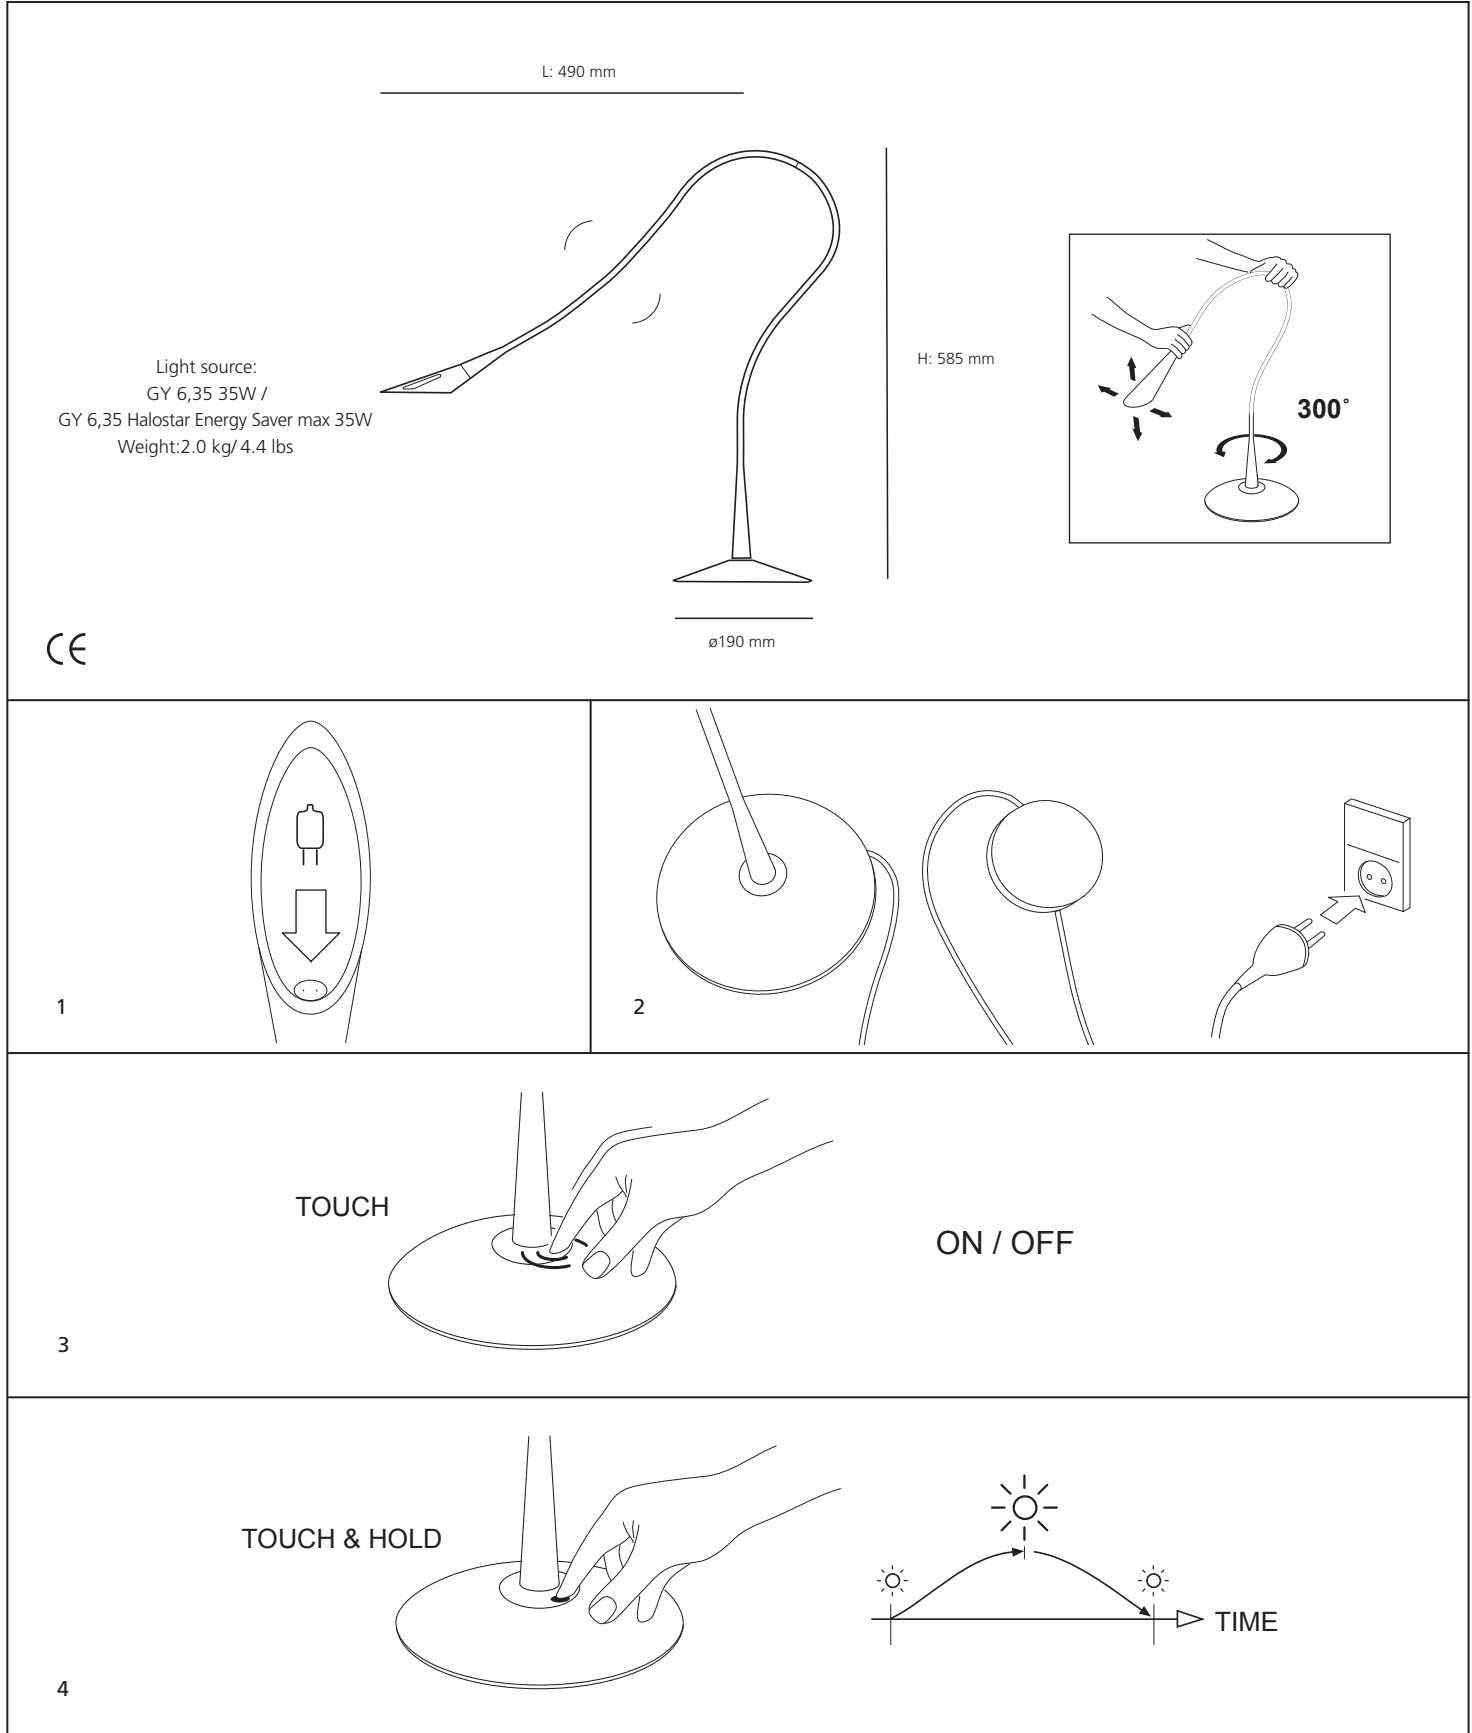 L: 490 mm
Light source:
GY 6,35 35W /
GY 6,35 Halostar Energy Saver max 35W
Weight:2.0 kg/ 4.4 lbs
H: 585 mm
300˚
ø190 mm
CE
1
2
TOUCH
ON / OFF
3
TOUCH & HOLD
TIME
4